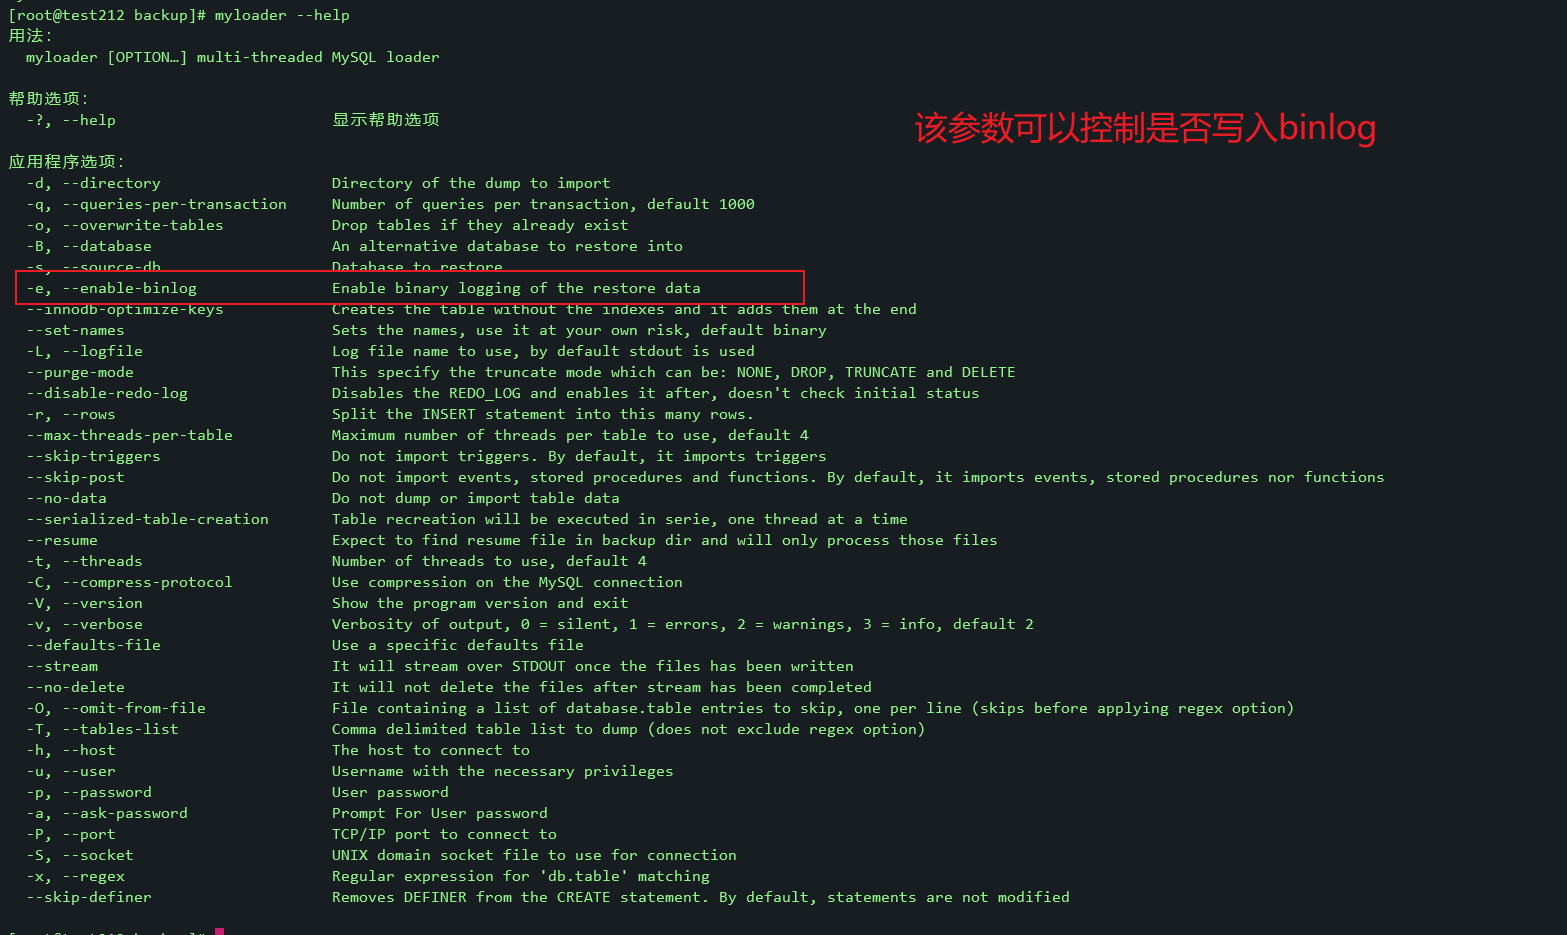 [root@test212 backup]# myloader --help
用法：
myloader [OPTION…] multi-threaded MySQL loader
帮助选项：
-?, --help 显示帮助选项
该参数可以控制是否写入binlog
应用程序选项：
-d, --directory Directory of the dump to import
-q, --queries-per-transaction Number of queries per transaction, default 1000
-o, --overwrite-tables Drop tables if they already exist
-B, --database An alternative database to restore into
-s, --source-db Database to restore
-e, --enable-binlog Enable binary logging of the restore data
--innodb-optimize-keys Creates the table without the indexes and it adds them at the end
--set-names Sets the names, use it at your own risk, default binary
-L, --logfile Log file name to use, by default stdout is used
--purge-mode This specify the truncate mode which can be: NONE, DROP, TRUNCATE and DELETE
--disable-redo-log Disables the REDO_LOG and enables it after, doesn't check initial status
-r, --rows Split the INSERT statement into this many rows.
--max-threads-per-table Maximum number of threads per table to use, default 4
--skip-triggers Do not import triggers. By default, it imports triggers
--skip-post Do not import events, stored procedures and functions. By default, it imports events, stored procedures nor functions
--no-data Do not dump or import table data
--serialized-table-creation Table recreation will be executed in serie, one thread at a time
--resume Expect to find resume file in backup dir and will only process those files
-t, --threads Number of threads to use, default 4
-C, --compress-protocol Use compression on the MySQL connection
-V, --version Show the program version and exit
-v, --verbose Verbosity of output, 0 = silent, 1 = errors, 2 = warnings, 3 = info, default 2
--defaults-file Use a specific defaults file
--stream It will stream over STDOUT once the files has been written
--no-delete It will not delete the files after stream has been completed
-O, --omit-from-file File containing a list of database.table entries to skip, one per line (skips before applying regex option)
-T, --tables-list Comma delimited table list to dump (does not exclude regex option)
-h, --host The host to connect to
-u, --user Username with the necessary privileges
-p, --password User password
-a, --ask-password Prompt For User password
-P, --port TCP/IP port to connect to
-S, --socket UNIX domain socket file to use for connection
-x, --regex Regular expression for 'db.table' matching
--skip-definer Removes DEFINER from the CREATE statement. By default, statements are not modified